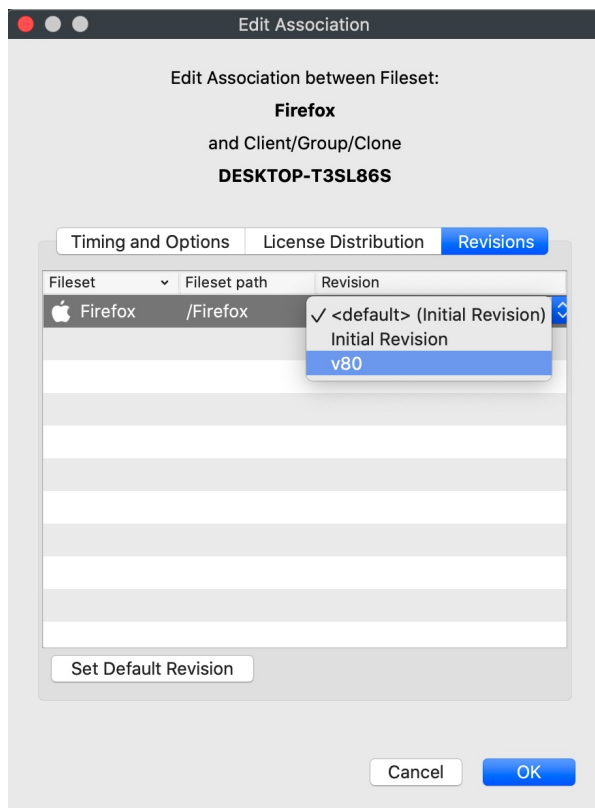 Edit Association
Edit Association between Fileset:
Firefox
and Client/Group/Clone
DESKTOP-T3SL86S
Timing and Options License Distribution Revisions
Fileset Fileset path Revision
Firefox /Firefox <default> (Initial Revision)
Initial Revision
v80
Set Default Revision
Cancel OK